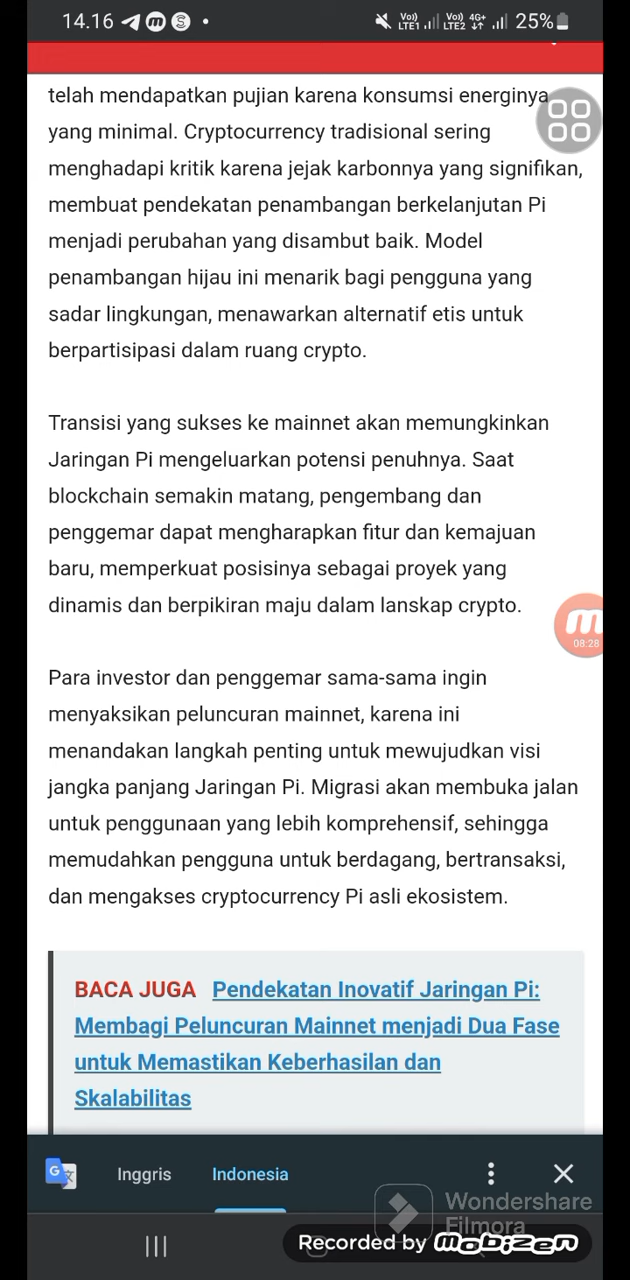 14.16
Vo))
LTE1
Vo)) 4G+
LTE2
25%
telah mendapatkan pujian karena konsumsi energinya
yang minimal. Cryptocurrency tradisional sering
menghadapi kritik karena jejak karbonnya yang signifikan,
membuat pendekatan penambangan berkelanjutan Pi
menjadi perubahan yang disambut baik. Model
penambangan hijau ini menarik bagi pengguna yang
sadar lingkungan, menawarkan alternatif etis untuk
berpartisipasi dalam ruang crypto.
Transisi yang sukses ke mainnet akan memungkinkan
Jaringan Pi mengeluarkan potensi penuhnya. Saat
blockchain semakin matang, pengembang dan
penggemar dapat mengharapkan fitur dan kemajuan
baru, memperkuat posisinya sebagai proyek yang
dinamis dan berpikiran maju dalam lanskap crypto.
08:28
Para investor dan penggemar sama-sama ingin
menyaksikan peluncuran mainnet, karena ini
menandakan langkah penting untuk mewujudkan visi
jangka panjang Jaringan Pi. Migrasi akan membuka jalan
untuk penggunaan yang lebih komprehensif, sehingga
memudahkan pengguna untuk berdagang, bertransaksi,
dan mengakses cryptocurrency Pi asli ekosistem.
BACA JUGA Pendekatan Inovatif Jaringan Pi:
Membagi Peluncuran Mainnet menjadi Dua Fase
untuk Memastikan Keberhasilan dan
Skalabilitas
Inggris Indonesia
Wondershare
Filmora
Recorded by mobizen